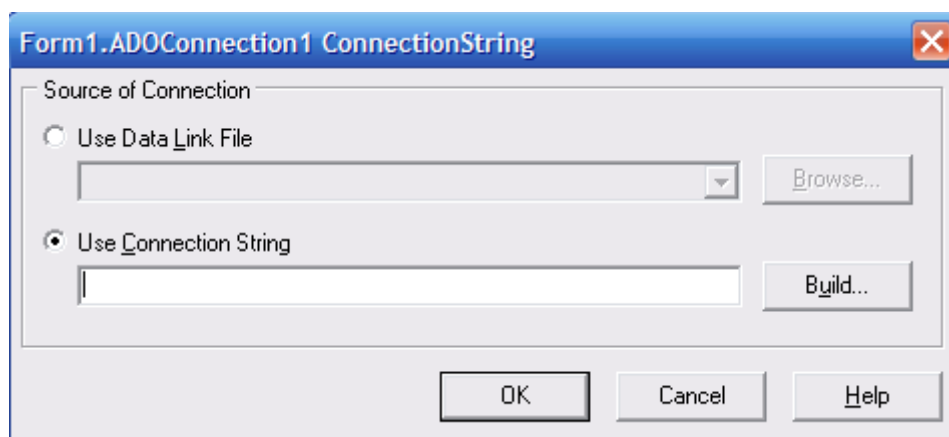 Form1.ADOConnection1 ConnectionString
Source of Connection
Use Data Link File
Browse...
Use Connection String
Build...
OK Cancel Help